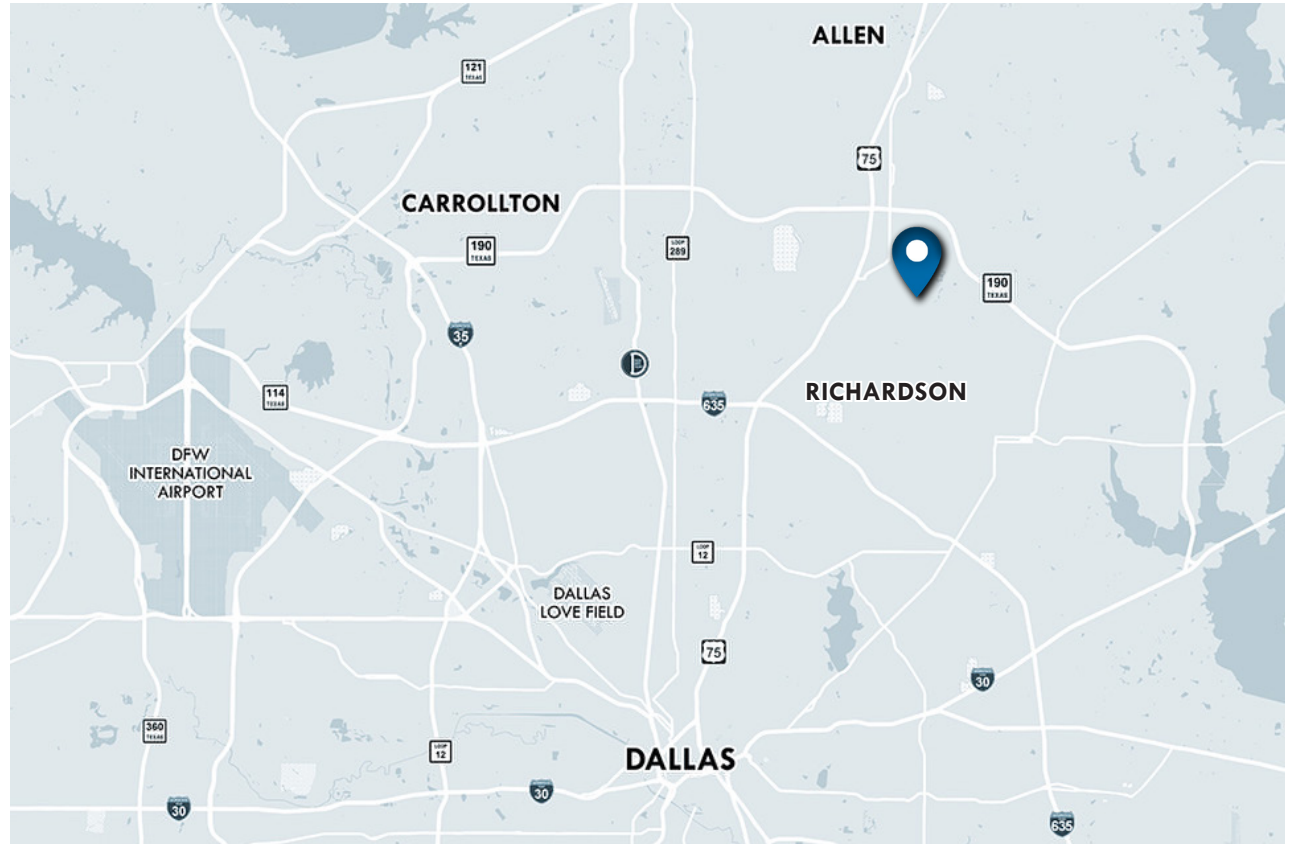 ALLEN
121
TEXAS
75
CARROLLTON
190
TEXAS
LOOP
289
190
TEXAS
35
D
114
TEXAS
635
RICHARDSON
DFW
INTERNATIONAL
AIRPORT
LOOP
12
DALLAS
LOVE FIELD
75
30
360
TEXAS
LOOP
12
DALLAS
30
30
635